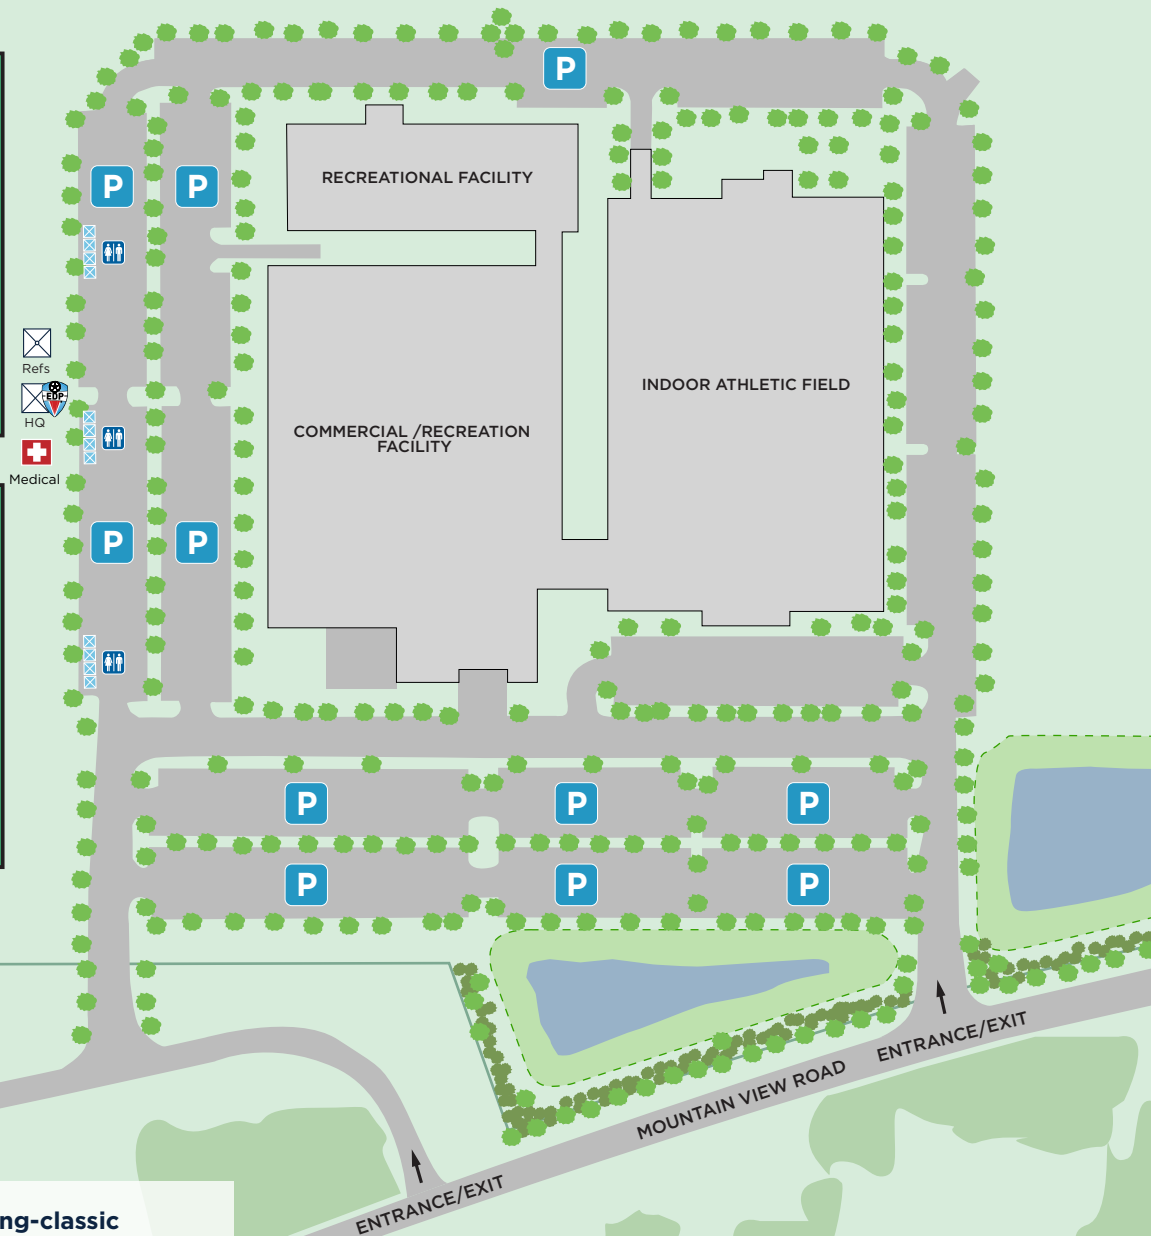 P
RECREATIONAL FACILITY
P
P
Refs
EDP
HQ
INDOOR ATHLETIC FIELD
COMMERCIAL /RECREATION
FACILITY
Medical
P
P
P
P
P
P
P
P
ENTRANCE/EXIT
MOUNTAIN VIEW ROAD
ENTRANCE/EXIT
ng-classic